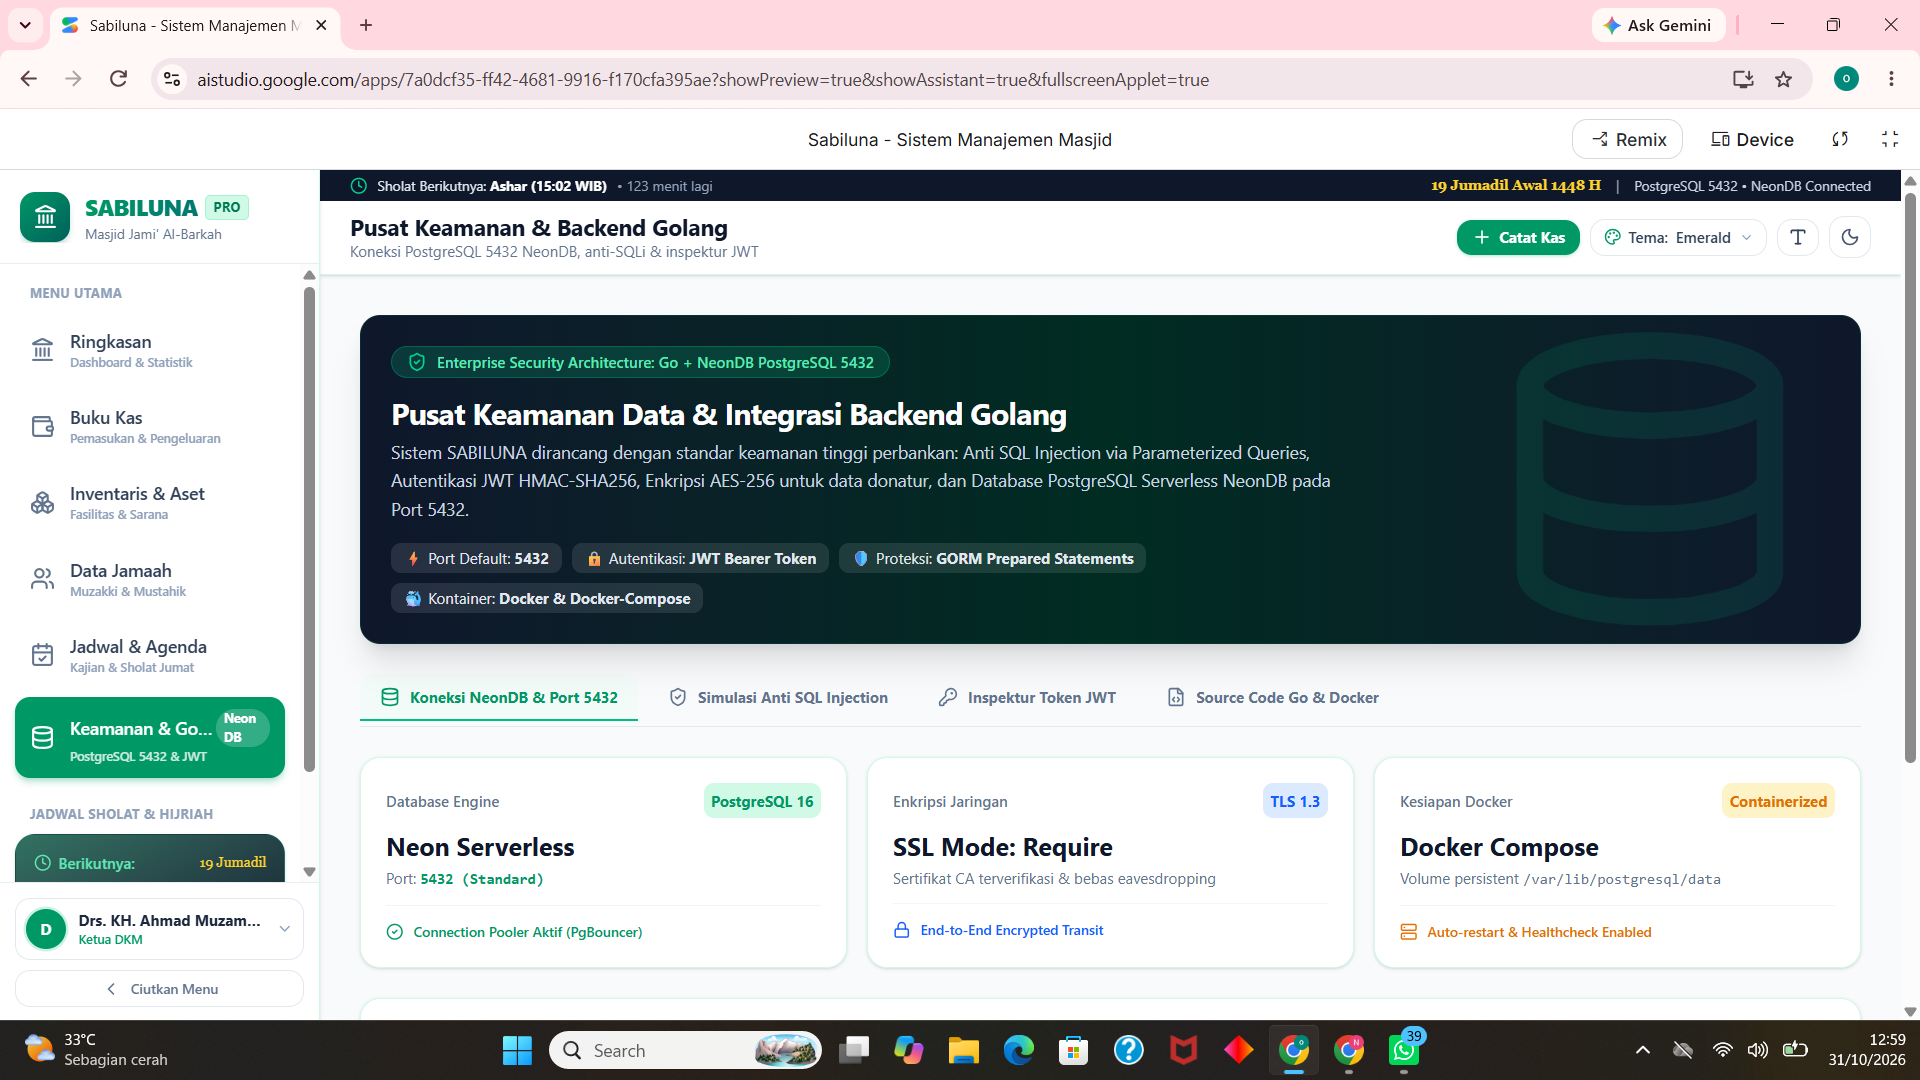 Sabiluna - Sistem Manajemen M
Ask Gemini
aistudio.google.com/apps/7a0dcf35-ff42-4681-9916-f170cfa395ae?showPreview=true&showAssistant=true&fullscreenApplet=true
o
Sabiluna - Sistem Manajemen Masjid
Remix
Device
SABILUNA PRO
Masjid Jami' Al-Barkah
MENU UTAMA
Ringkasan
Dashboard & Statistik
Buku Kas
Pemasukan & Pengeluaran
Inventaris & Aset
Fasilitas & Sarana
Data Jamaah
Muzakki & Mustahik
Jadwal & Agenda
Kajian & Sholat Jumat
Keamanan & Go...
Neon DB
PostgreSQL 5432 & JWT
JADWAL SHOLAT & HIJRIAH
Berikutnya:
19 Jumadil
D
Drs. KH. Ahmad Muzam...
Ketua DKM
Ciutkan Menu
Sholat Berikutnya: Ashar (15:02 WIB) • 123 menit lagi
19 Jumadil Awal 1448 H | PostgreSQL 5432 • NeonDB Connected
Pusat Keamanan & Backend Golang
Koneksi PostgreSQL 5432 NeonDB, anti-SQLi & inspektur JWT
+ Catat Kas
Tema: Emerald
T
Enterprise Security Architecture: Go + NeonDB PostgreSQL 5432
Pusat Keamanan Data & Integrasi Backend Golang
Sistem SABILUNA dirancang dengan standar keamanan tinggi perbankan: Anti SQL Injection via Parameterized Queries,
Autentikasi JWT HMAC-SHA256, Enkripsi AES-256 untuk data donatur, dan Database PostgreSQL Serverless NeonDB pada
Port 5432.
Port Default: 5432
Autentikasi: JWT Bearer Token
Proteksi: GORM Prepared Statements
Kontainer: Docker & Docker-Compose
Koneksi NeonDB & Port 5432
Simulasi Anti SQL Injection
Inspektur Token JWT
Source Code Go & Docker
Database Engine
PostgreSQL 16
Neon Serverless
Port: 5432 (Standard)
Connection Pooler Aktif (PgBouncer)
Enkripsi Jaringan
TLS 1.3
SSL Mode: Require
Sertifikat CA terverifikasi & bebas eavesdropping
End-to-End Encrypted Transit
Kesiapan Docker
Containerized
Docker Compose
Volume persistent /var/lib/postgresql/data
Auto-restart & Healthcheck Enabled
33°C
Sebagian cerah
Search
39
12:59
31/10/2026